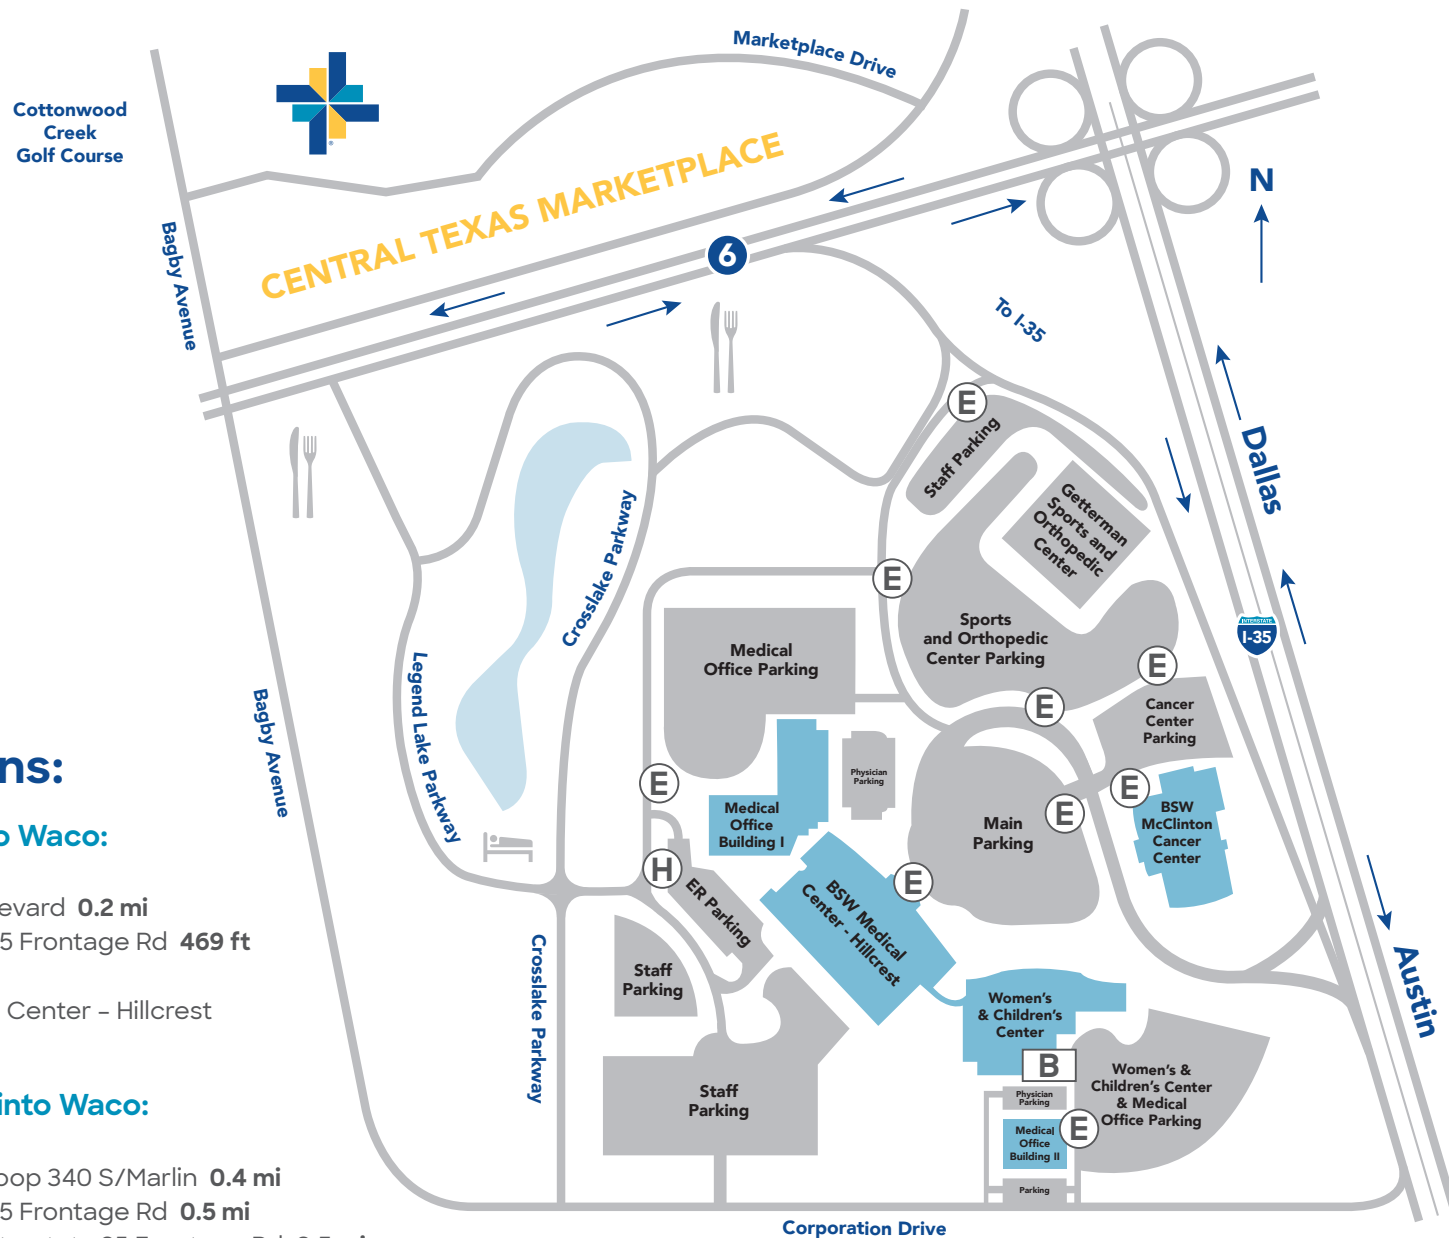 Marketplace Drive
Cottonwood
Creek
Golf Course
®
CENTRAL TEXAS MARKETPLACE
N
Bagby Avenue
6
To I-35
Dallas
E
Staff Parking
Getterman
Sports and
Orthopedic
Center
Crosslake Parkway
E
Sports
and Orthopedic
Center Parking
INTERSTATE
I-35
Medical
Office Parking
Legend Lake Parkway
E
E
Cancer
Center
Parking
Bagby Avenue
ns:
o Waco:
evard 0.2 mi
5 Frontage Rd 469 ft
Center – Hillcrest
into Waco:
oop 340 S/Marlin 0.4 mi
5 Frontage Rd 0.5 mi
E
Physician
Parking
Medical
Office
Building I
Main
Parking
E
E
BSW
McClinton
Cancer
Center
H
ER Parking
BSW Medical
Center - Hillcrest
E
Staff
Parking
Crosslake Parkway
Women's
& Children's
Center
Austin
B
Women's &
Children's Center
& Medical
Office Parking
Staff
Parking
Physician
Parking
E
Medical
Office
Building II
Parking
Corporation Drive